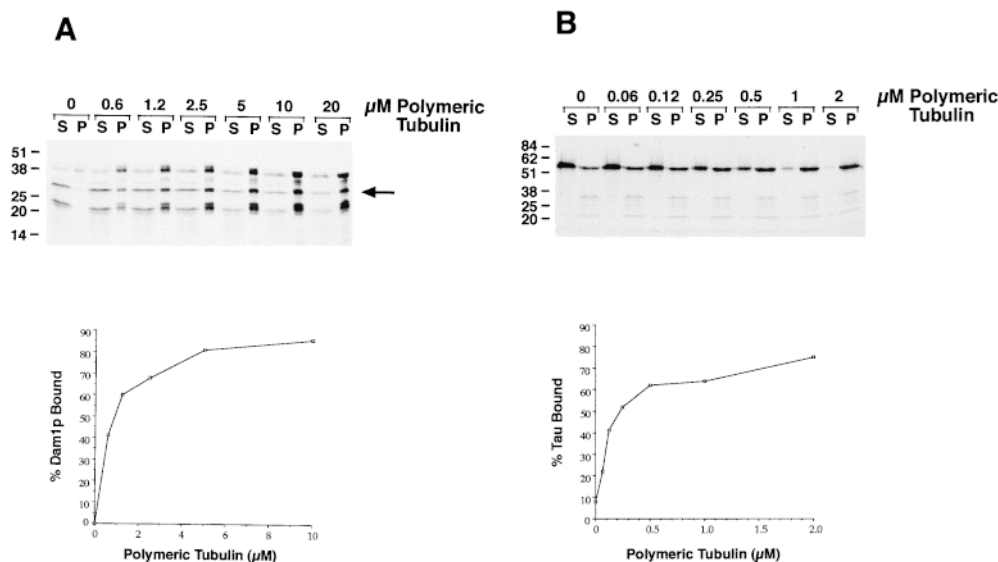 A
0 0.6 1.2 2.5 5 10 20 µM Polymeric
Tubulin
S P S P S P S P S P S P S P
51
38
25
20
14
% Dam1p Bound
90
80
70
60
50
40
30
20
10
0
0 2 4 6 8 10
Polymeric Tubulin (µM)
B
0 0.06 0.12 0.25 0.5 1 2 µM Polymeric
Tubulin
S P S P S P S P S P S P S P
84
62
51
38
25
20
% Tau Bound
90
80
70
60
50
40
30
20
10
0
0 0.5 1.0 1.5 2.0
Polymeric Tubulin (µM)